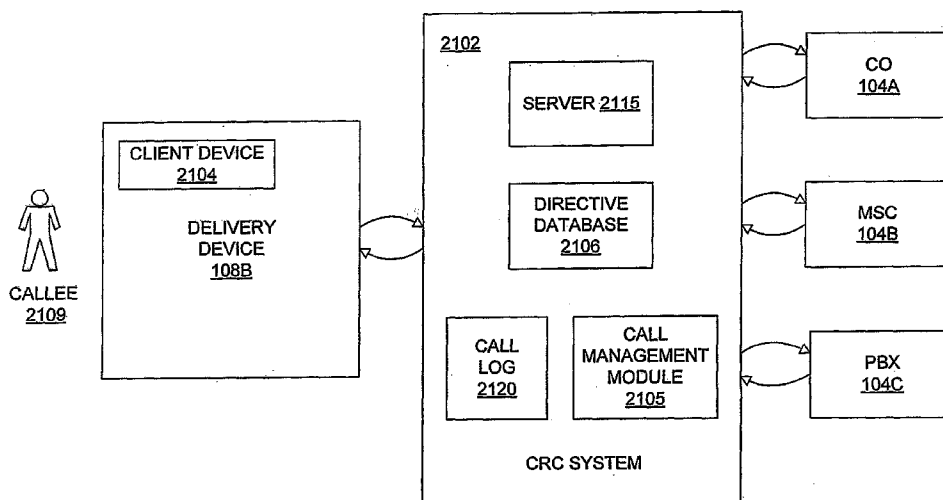 2102
SERVER 2115
DIRECTIVE
DATABASE
2106
CALL
LOG
2120
CALL
MANAGEMENT
MODULE
2105
CRC SYSTEM
CLIENT DEVICE
2104
DELIVERY
DEVICE
108B
CALLEE
2109
CO
104A
MSC
104B
PBX
104C